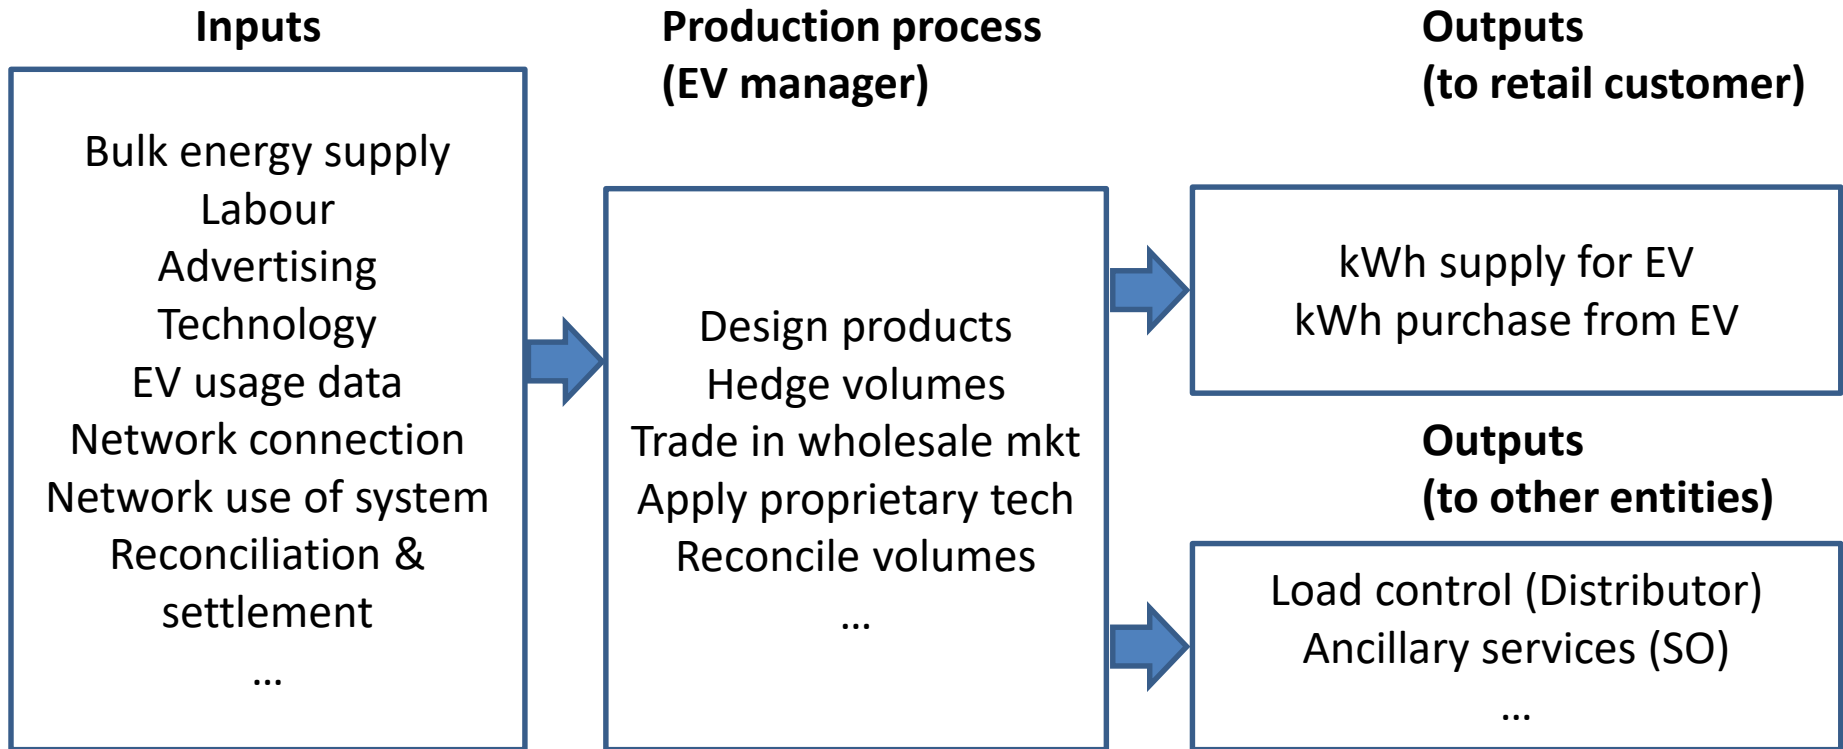 Inputs
Bulk energy supply
Labour
Advertising
Technology
EV usage data
Network connection
Network use of system
Reconciliation &
settlement
...
Production process
(EV manager)
Design products
Hedge volumes
Trade in wholesale mkt
Apply proprietary tech
Reconcile volumes
...
Outputs
(to retail customer)
kWh supply for EV
kWh purchase from EV
Outputs
(to other entities)
Load control (Distributor)
Ancillary services (SO)
...